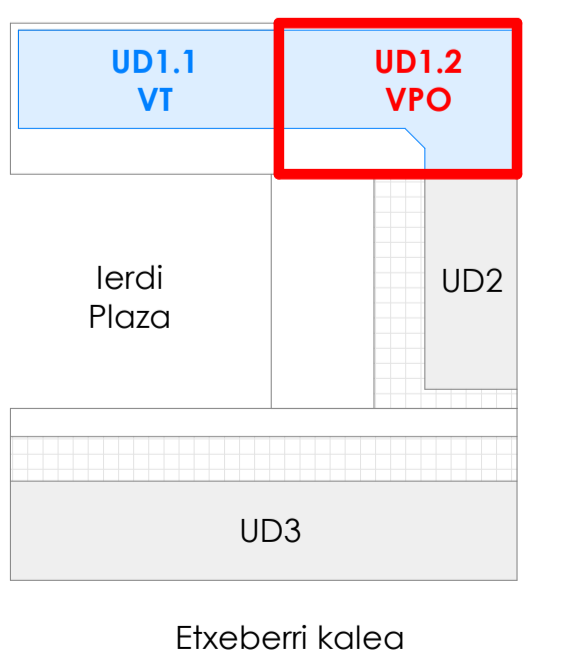 UD1.1
VT
UD1.2
VPO
Ierdi
Plaza
UD2
UD3
Etxeberri kalea